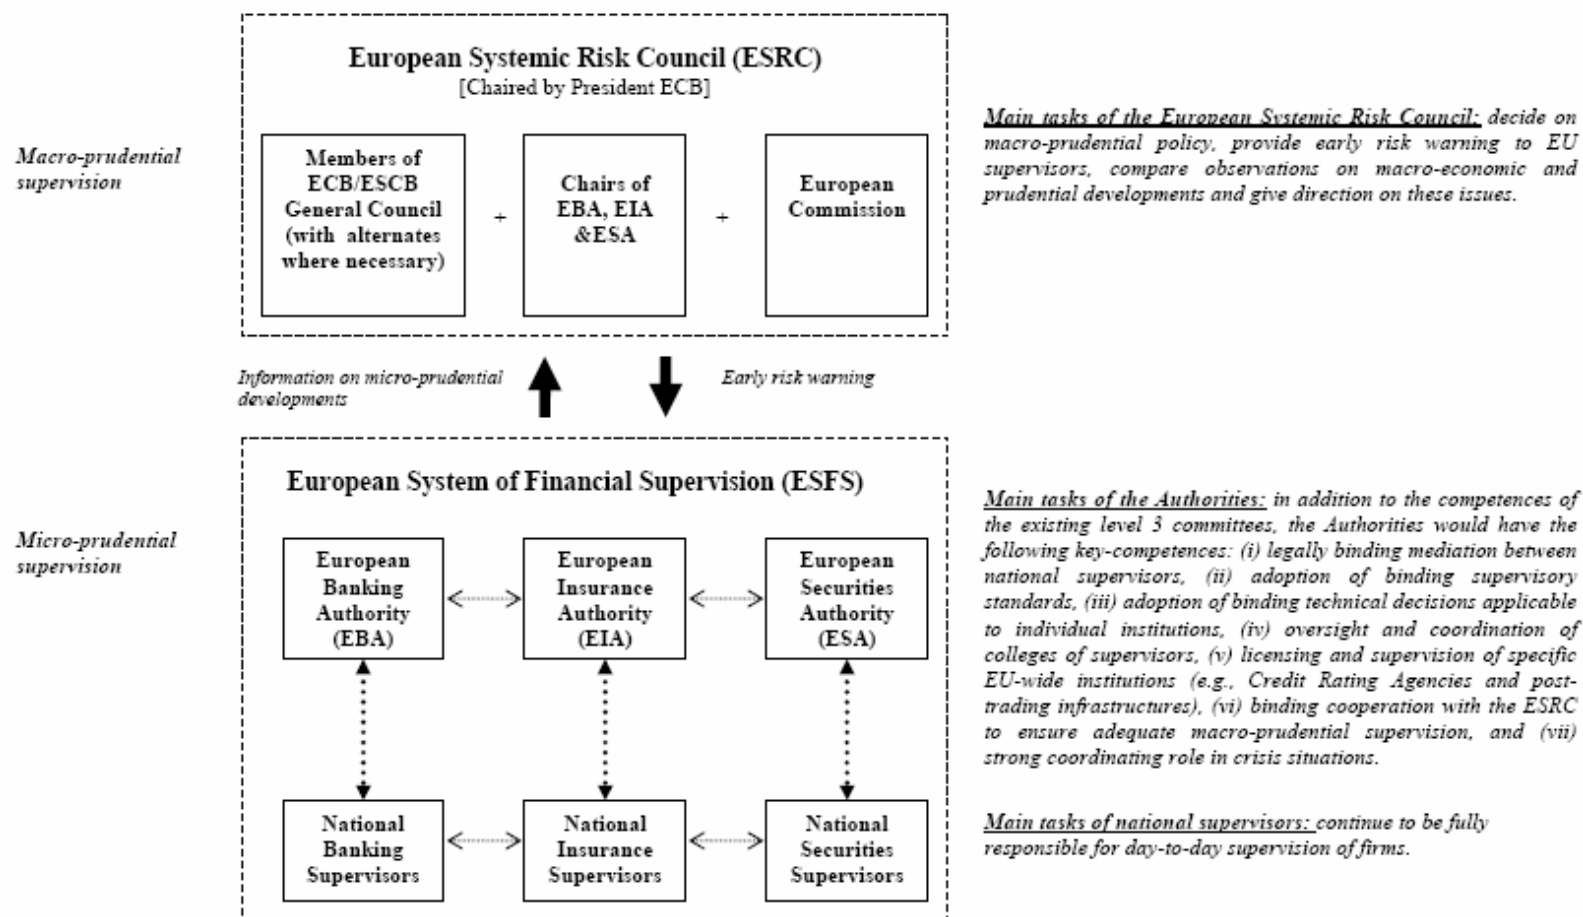 European Systemic Risk Council (ESRC)
[Chaired by President ECB]
Macro-prudential
supervision
Members of
ECB/ESCB
General Council
(with alternates
where necessary)
+
Chairs of
EBA, EIA
&ESA
+
European
Commission
Main tasks of the European Systemic Risk Council: decide on
macro-prudential policy, provide early risk warning to EU
supervisors, compare observations on macro-economic and
prudential developments and give direction on these issues.
Information on micro-prudential
developments
Early risk warning
European System of Financial Supervision (ESFS)
Micro-prudential
supervision
European
Banking
Authority
(EBA)
European
Insurance
Authority
(EIA)
European
Securities
Authority
(ESA)
Main tasks of the Authorities: in addition to the competences of
the existing level 3 committees, the Authorities would have the
following key-competences: (i) legally binding mediation between
national supervisors, (ii) adoption of binding supervisory
standards, (iii) adoption of binding technical decisions applicable
to individual institutions, (iv) oversight and coordination of
colleges of supervisors, (v) licensing and supervision of specific
EU-wide institutions (e.g., Credit Rating Agencies and post-
trading infrastructures), (vi) binding cooperation with the ESRC
to ensure adequate macro-prudential supervision, and (vii)
strong coordinating role in crisis situations.
National
Banking
Supervisors
National
Insurance
Supervisors
National
Securities
Supervisors
Main tasks of national supervisors: continue to be fully
responsible for day-to-day supervision of firms.